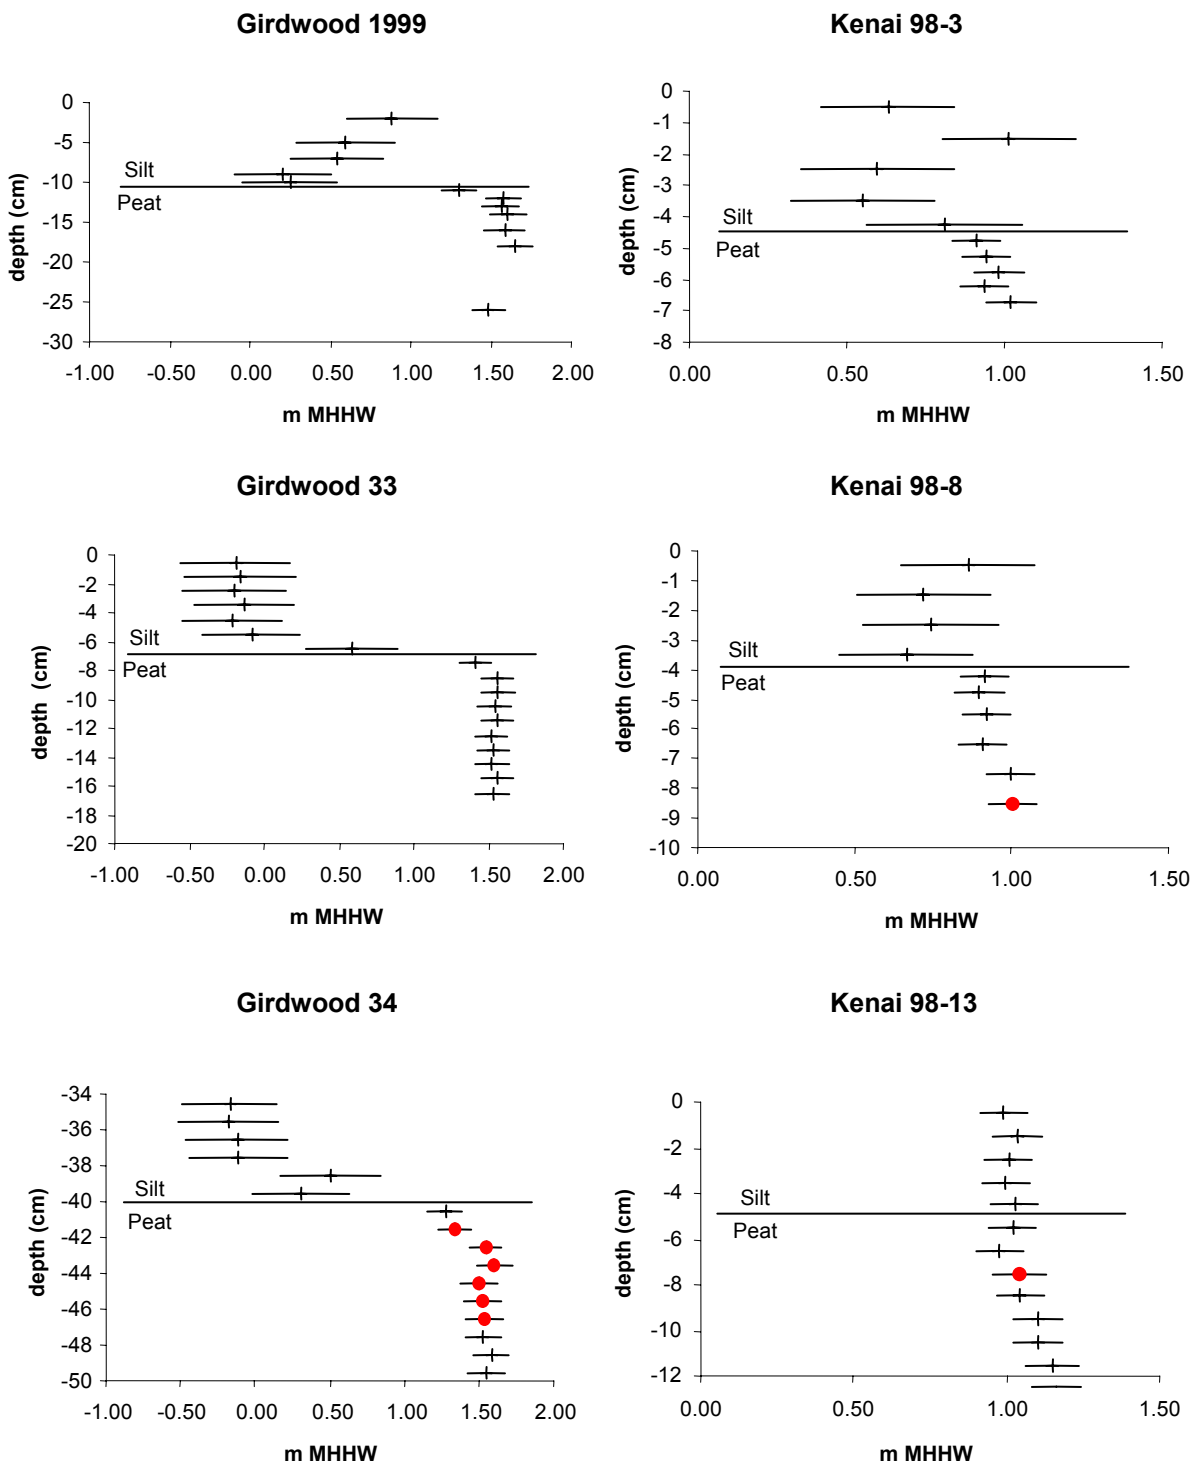 Girdwood 1999
0
-5
-10
-15
-20
-25
-30
-1.00 -0.50 0.00 0.50 1.00 1.50 2.00
m MHHW
depth (cm)
Silt
Peat
Kenai 98-3
0
-1
-2
-3
-4
-5
-6
-7
-8
0.00 0.50 1.00 1.50
m MHHW
depth (cm)
Silt
Peat
Girdwood 33
0
-2
-4
-6
-8
-10
-12
-14
-16
-18
-20
-1.00 -0.50 0.00 0.50 1.00 1.50 2.00
m MHHW
depth (cm)
Silt
Peat
Kenai 98-8
0
-1
-2
-3
-4
-5
-6
-7
-8
-9
-10
0.00 0.50 1.00 1.50
m MHHW
depth (cm)
Silt
Peat
Girdwood 34
-34
-36
-38
-40
-42
-44
-46
-48
-50
-1.00 -0.50 0.00 0.50 1.00 1.50 2.00
m MHHW
depth (cm)
Silt
Peat
Kenai 98-13
0
-2
-4
-6
-8
-10
-12
0.00 0.50 1.00 1.50
m MHHW
depth (cm)
Silt
Peat